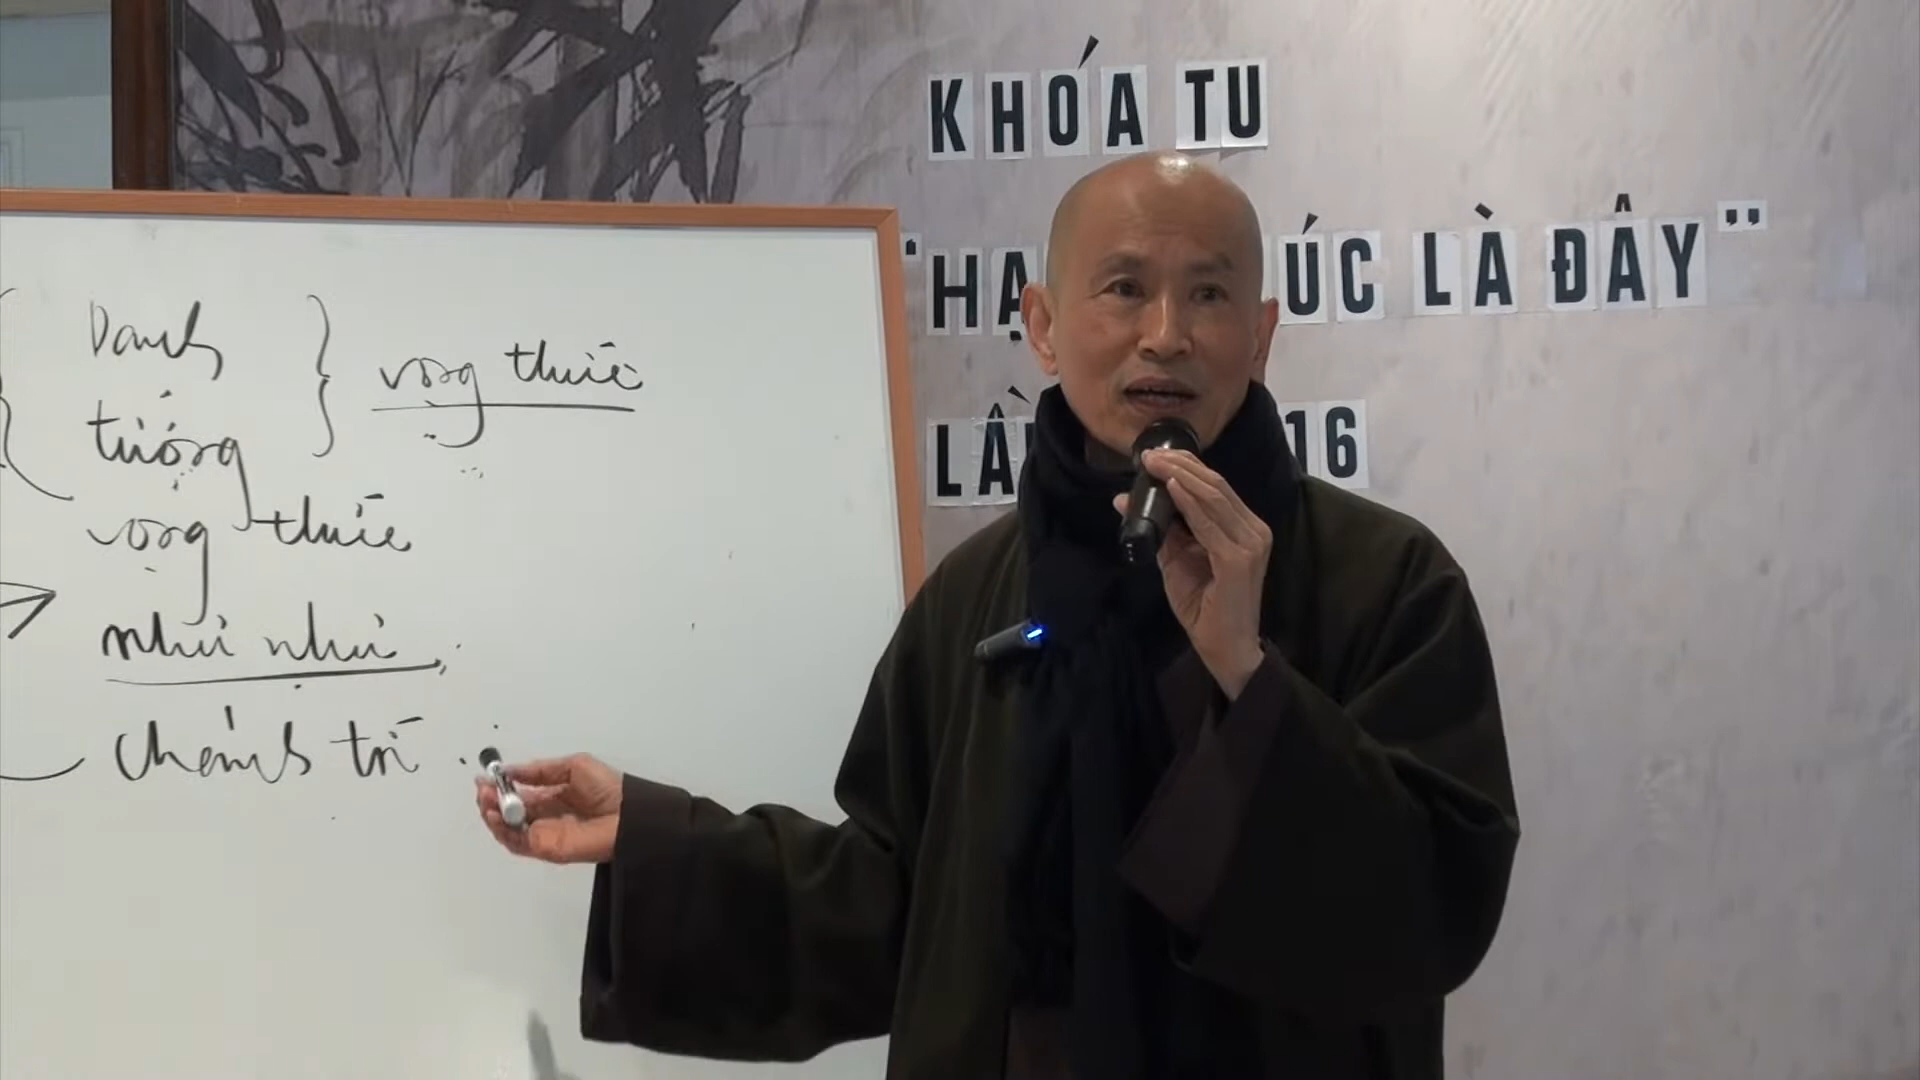 KHÓA TU
"HẠ ÚC LÀ ĐÂY"
LẦ 16
Danh
tướng
vọng thức
vọng thức
như như
chánh trí